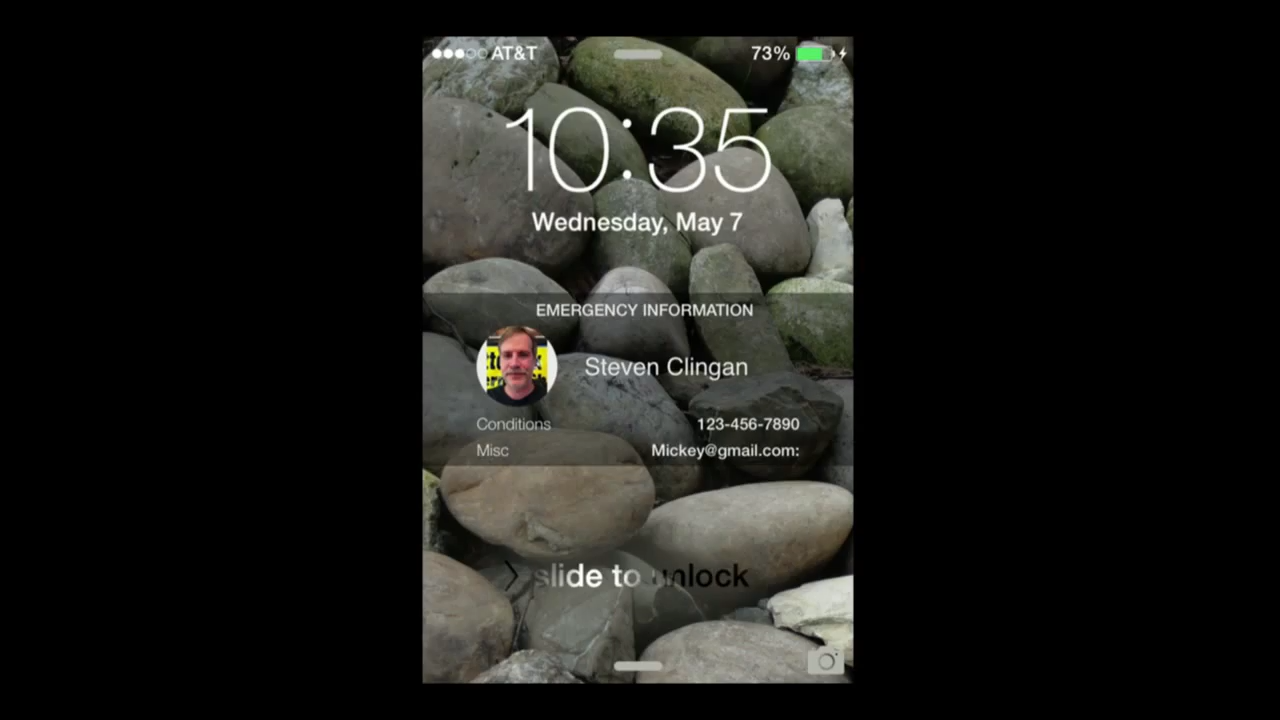 AT&T 73%
10:35
Wednesday, May 7
EMERGENCY INFORMATION
Steven Clingan
Conditions 123-456-7890
Misc Mickey@gmail.com:
slide to unlock